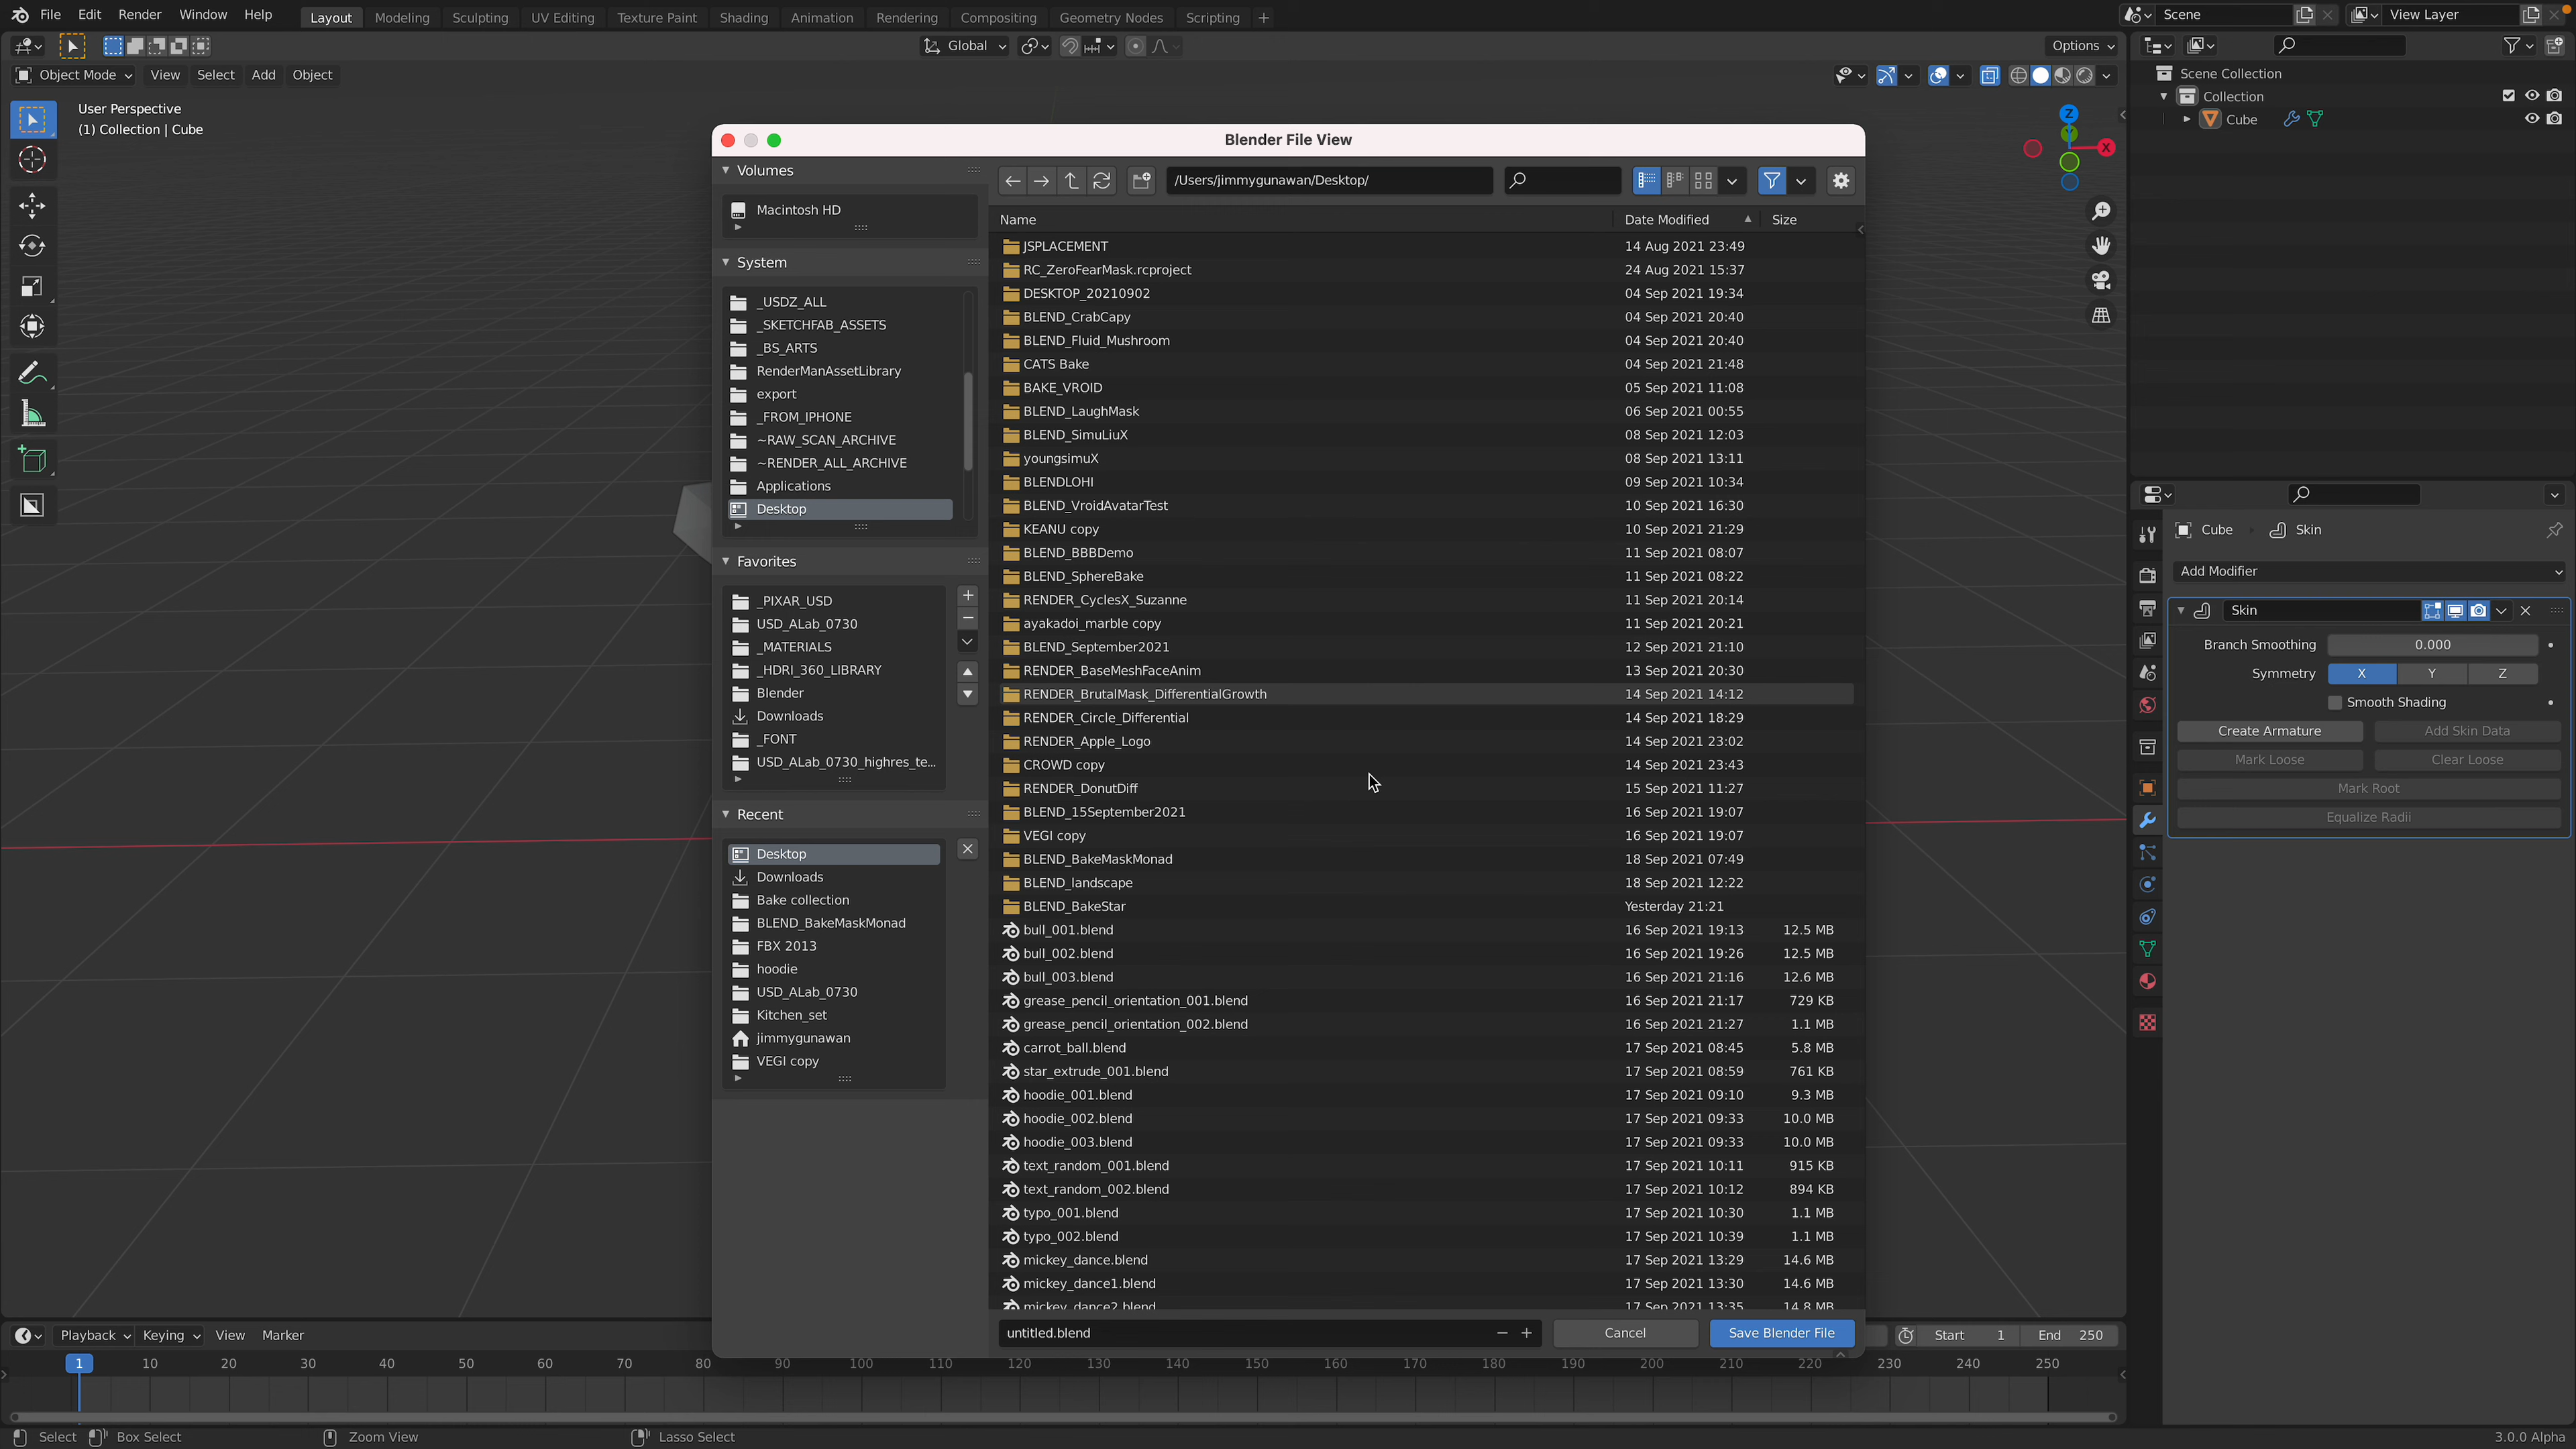 File Edit Render Window Help Layout Modeling Sculpting UV Editing Texture Paint Shading Animation Rendering Compositing Geometry Nodes Scripting + Scene View Layer
Global Options
Object Mode View Select Add Object
User Perspective
(1) Collection | Cube
Z
X
Scene Collection
Collection
Cube
Blender File View
Volumes
Macintosh HD
System
_USDZ_ALL
_SKETCHFAB_ASSETS
_BS_ARTS
RenderManAssetLibrary
export
_FROM_IPHONE
~RAW_SCAN_ARCHIVE
~RENDER_ALL_ARCHIVE
Applications
Desktop
Favorites
_PIXAR_USD
USD_ALab_0730
_MATERIALS
_HDRI_360_LIBRARY
Blender
Downloads
_FONT
USD_ALab_0730_highres_te...
Recent
Desktop
Downloads
Bake collection
BLEND_BakeMaskMonad
FBX 2013
hoodie
USD_ALab_0730
Kitchen_set
jimmygunawan
VEGI copy
/Users/jimmygunawan/Desktop/
Name Date Modified Size
JSPLACEMENT 14 Aug 2021 23:49
RC_ZeroFearMask.rcproject 24 Aug 2021 15:37
DESKTOP_20210902 04 Sep 2021 19:34
BLEND_CrabCapy 04 Sep 2021 20:40
BLEND_Fluid_Mushroom 04 Sep 2021 20:40
CATS Bake 04 Sep 2021 21:48
BAKE_VROID 05 Sep 2021 11:08
BLEND_LaughMask 06 Sep 2021 00:55
BLEND_SimuLiuX 08 Sep 2021 12:03
youngsimuX 08 Sep 2021 13:11
BLENDLOHI 09 Sep 2021 10:34
BLEND_VroidAvatarTest 10 Sep 2021 16:30
KEANU copy 10 Sep 2021 21:29
BLEND_BBBDemo 11 Sep 2021 08:07
BLEND_SphereBake 11 Sep 2021 08:22
RENDER_CyclesX_Suzanne 11 Sep 2021 20:14
ayakadoi_marble copy 11 Sep 2021 20:21
BLEND_September2021 12 Sep 2021 21:10
RENDER_BaseMeshFaceAnim 13 Sep 2021 20:30
RENDER_BrutalMask_DifferentialGrowth 14 Sep 2021 14:12
RENDER_Circle_Differential 14 Sep 2021 18:29
RENDER_Apple_Logo 14 Sep 2021 23:02
CROWD copy 14 Sep 2021 23:43
RENDER_DonutDiff 15 Sep 2021 11:27
BLEND_15September2021 16 Sep 2021 19:07
VEGI copy 16 Sep 2021 19:07
BLEND_BakeMaskMonad 18 Sep 2021 07:49
BLEND_landscape 18 Sep 2021 12:22
BLEND_BakeStar Yesterday 21:21
bull_001.blend 16 Sep 2021 19:13 12.5 MB
bull_002.blend 16 Sep 2021 19:26 12.5 MB
bull_003.blend 16 Sep 2021 21:16 12.6 MB
grease_pencil_orientation_001.blend 16 Sep 2021 21:17 729 KB
grease_pencil_orientation_002.blend 16 Sep 2021 21:27 1.1 MB
carrot_ball.blend 17 Sep 2021 08:45 5.8 MB
star_extrude_001.blend 17 Sep 2021 08:59 761 KB
hoodie_001.blend 17 Sep 2021 09:10 9.3 MB
hoodie_002.blend 17 Sep 2021 09:33 10.0 MB
hoodie_003.blend 17 Sep 2021 09:33 10.0 MB
text_random_001.blend 17 Sep 2021 10:11 915 KB
text_random_002.blend 17 Sep 2021 10:12 894 KB
typo_001.blend 17 Sep 2021 10:30 1.1 MB
typo_002.blend 17 Sep 2021 10:39 1.1 MB
mickey_dance.blend 17 Sep 2021 13:29 14.6 MB
mickey_dance1.blend 17 Sep 2021 13:30 14.6 MB
mickey_dance2.blend 17 Sep 2021 13:35 14.8 MB
untitled.blend − + Cancel Save Blender File
Cube Skin
Add Modifier
Skin
Branch Smoothing 0.000
Symmetry X Y Z
Smooth Shading
Create Armature Add Skin Data
Mark Loose Clear Loose
Mark Root
Equalize Radii
Playback Keying View Marker Start 1 End 250
1 10 20 30 40 50 60 70 80 90 100 110 120 130 140 150 160 170 180 190 200 210 220 230 240 250
Select Box Select Zoom View Lasso Select 3.0.0 Alpha